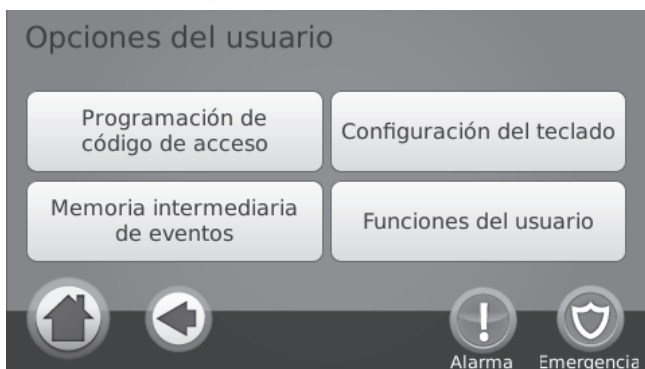 Opciones del usuario
Programación de
código de acceso
Configuración del teclado
Memoria intermediaria
de eventos
Funciones del usuario
Alarma
Emergencia